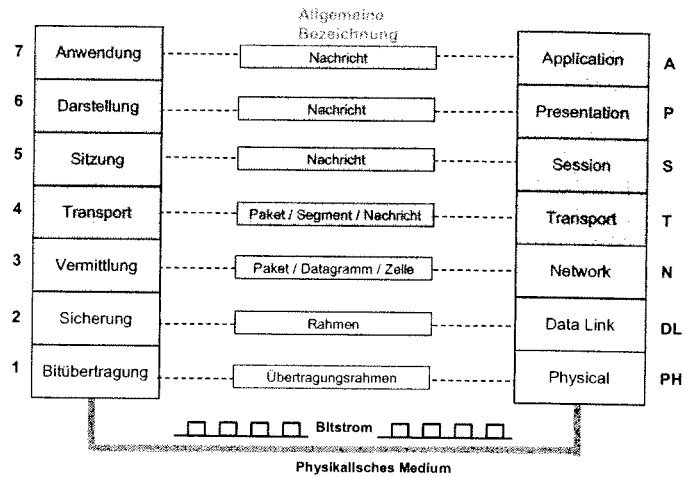 Allgemeine
Bezeichnung
7 Anwendung Nachricht Application A
6 Darstellung Nachricht Presentation P
5 Sitzung Nachricht Session S
4 Transport Paket / Segment / Nachricht Transport T
3 Vermittlung Paket / Datagramm / Zelle Network N
2 Sicherung Rahmen Data Link DL
1 Bitübertragung Übertragungsrahmen Physical PH
Bitstrom
Physikalisches Medium